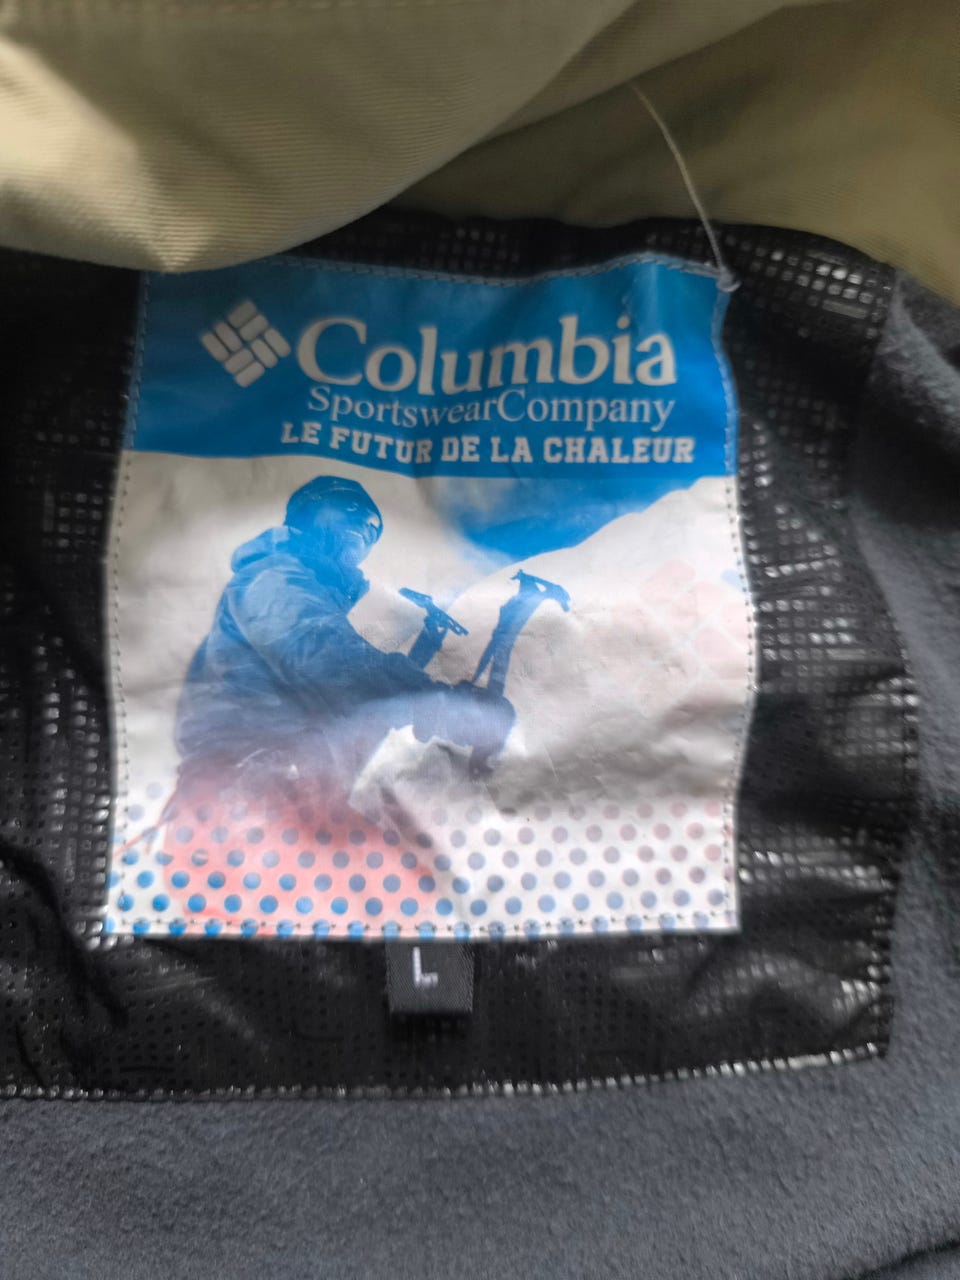 Columbia
SportswearCompany
LE FUTUR DE LA CHALEUR
L